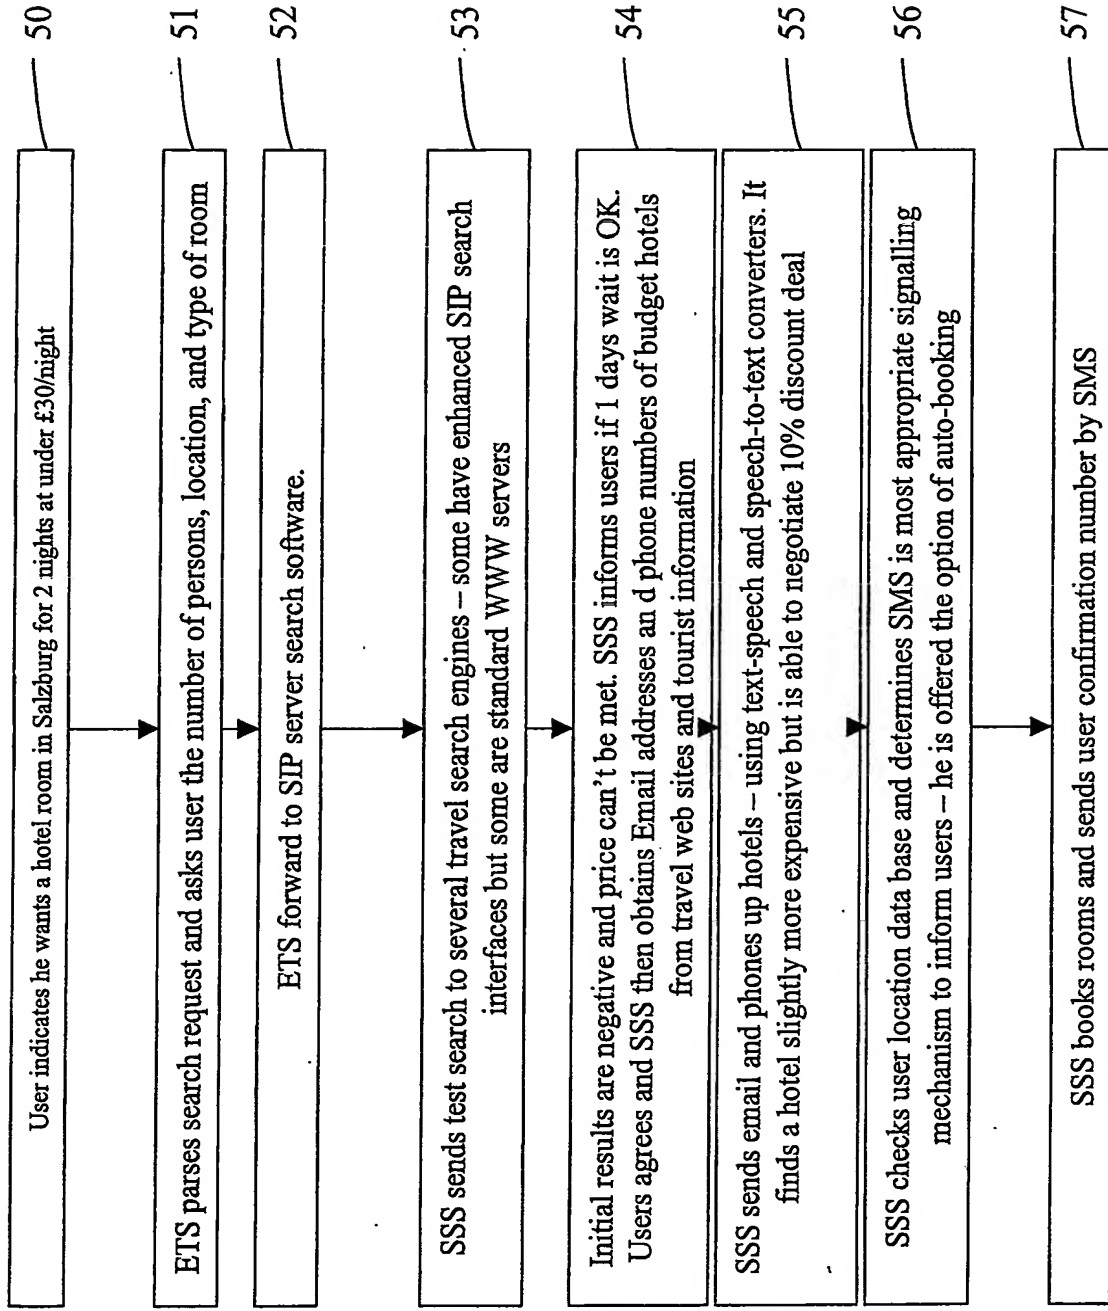 User indicates he wants a hotel room in Salzburg for 2 nights at under £30/night
50
ETS parses search request and asks user the number of persons, location, and type of room
51
ETS forward to SIP server search software.
52
SSS sends test search to several travel search engines – some have enhanced SIP search
interfaces but some are standard WWW servers
53
Initial results are negative and price can't be met. SSS informs users if 1 days wait is OK.
Users agrees and SSS then obtains Email addresses an d phone numbers of budget hotels
from travel web sites and tourist information
54
SSS sends email and phones up hotels – using text-speech and speech-to-text converters. It
finds a hotel slightly more expensive but is able to negotiate 10% discount deal
55
SSS checks user location data base and determines SMS is most appropriate signalling
mechanism to inform users – he is offered the option of auto-booking
56
SSS books rooms and sends user confirmation number by SMS
57